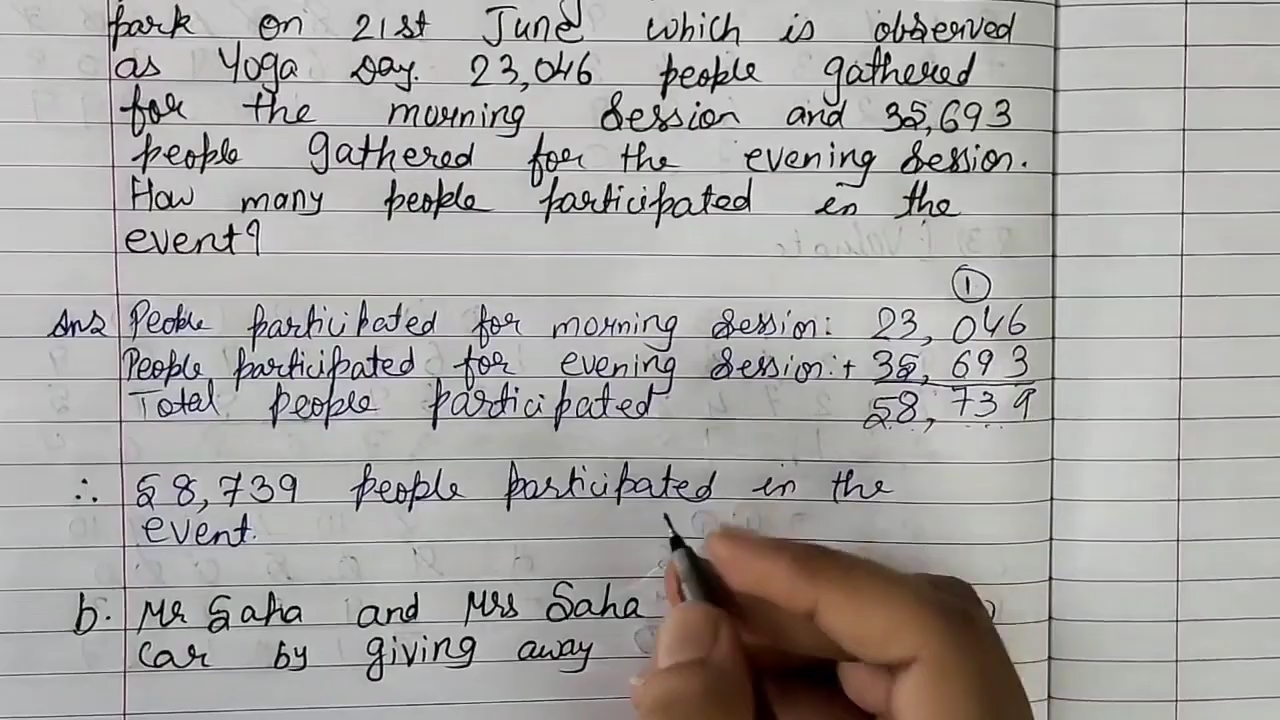 park on 21st June which is observed
as Yoga Day. 23,046 people gathered
for the morning session and 35,693
people gathered for the evening session.
How many people participated in the
event?
①
Ans People participated for morning session: 23,046
People participated for evening session: + 35,693
Total people participated 58,739
∴ 58,739 people participated in the
event.
b. Mr Saha and Mrs Saha
car by giving away